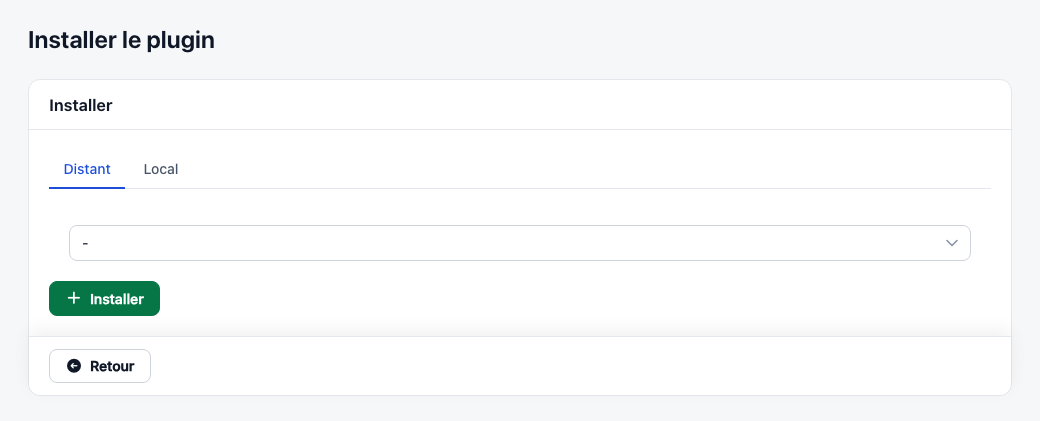 Installer le plugin
Installer
Distant
Local
-
Installer
Retour